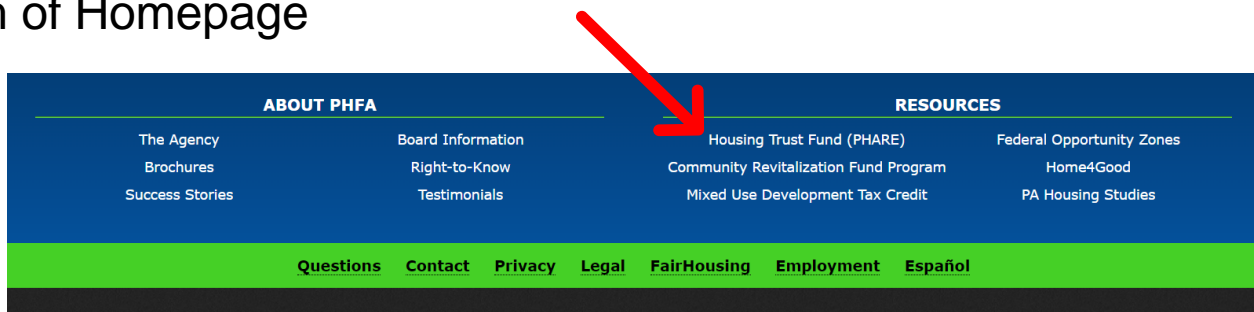 of Homepage
ABOUT PHFA RESOURCES
The Agency Board Information Housing Trust Fund (PHARE) Federal Opportunity Zones
Brochures Right-to-Know Community Revitalization Fund Program Home4Good
Success Stories Testimonials Mixed Use Development Tax Credit PA Housing Studies
Questions Contact Privacy Legal FairHousing Employment Español